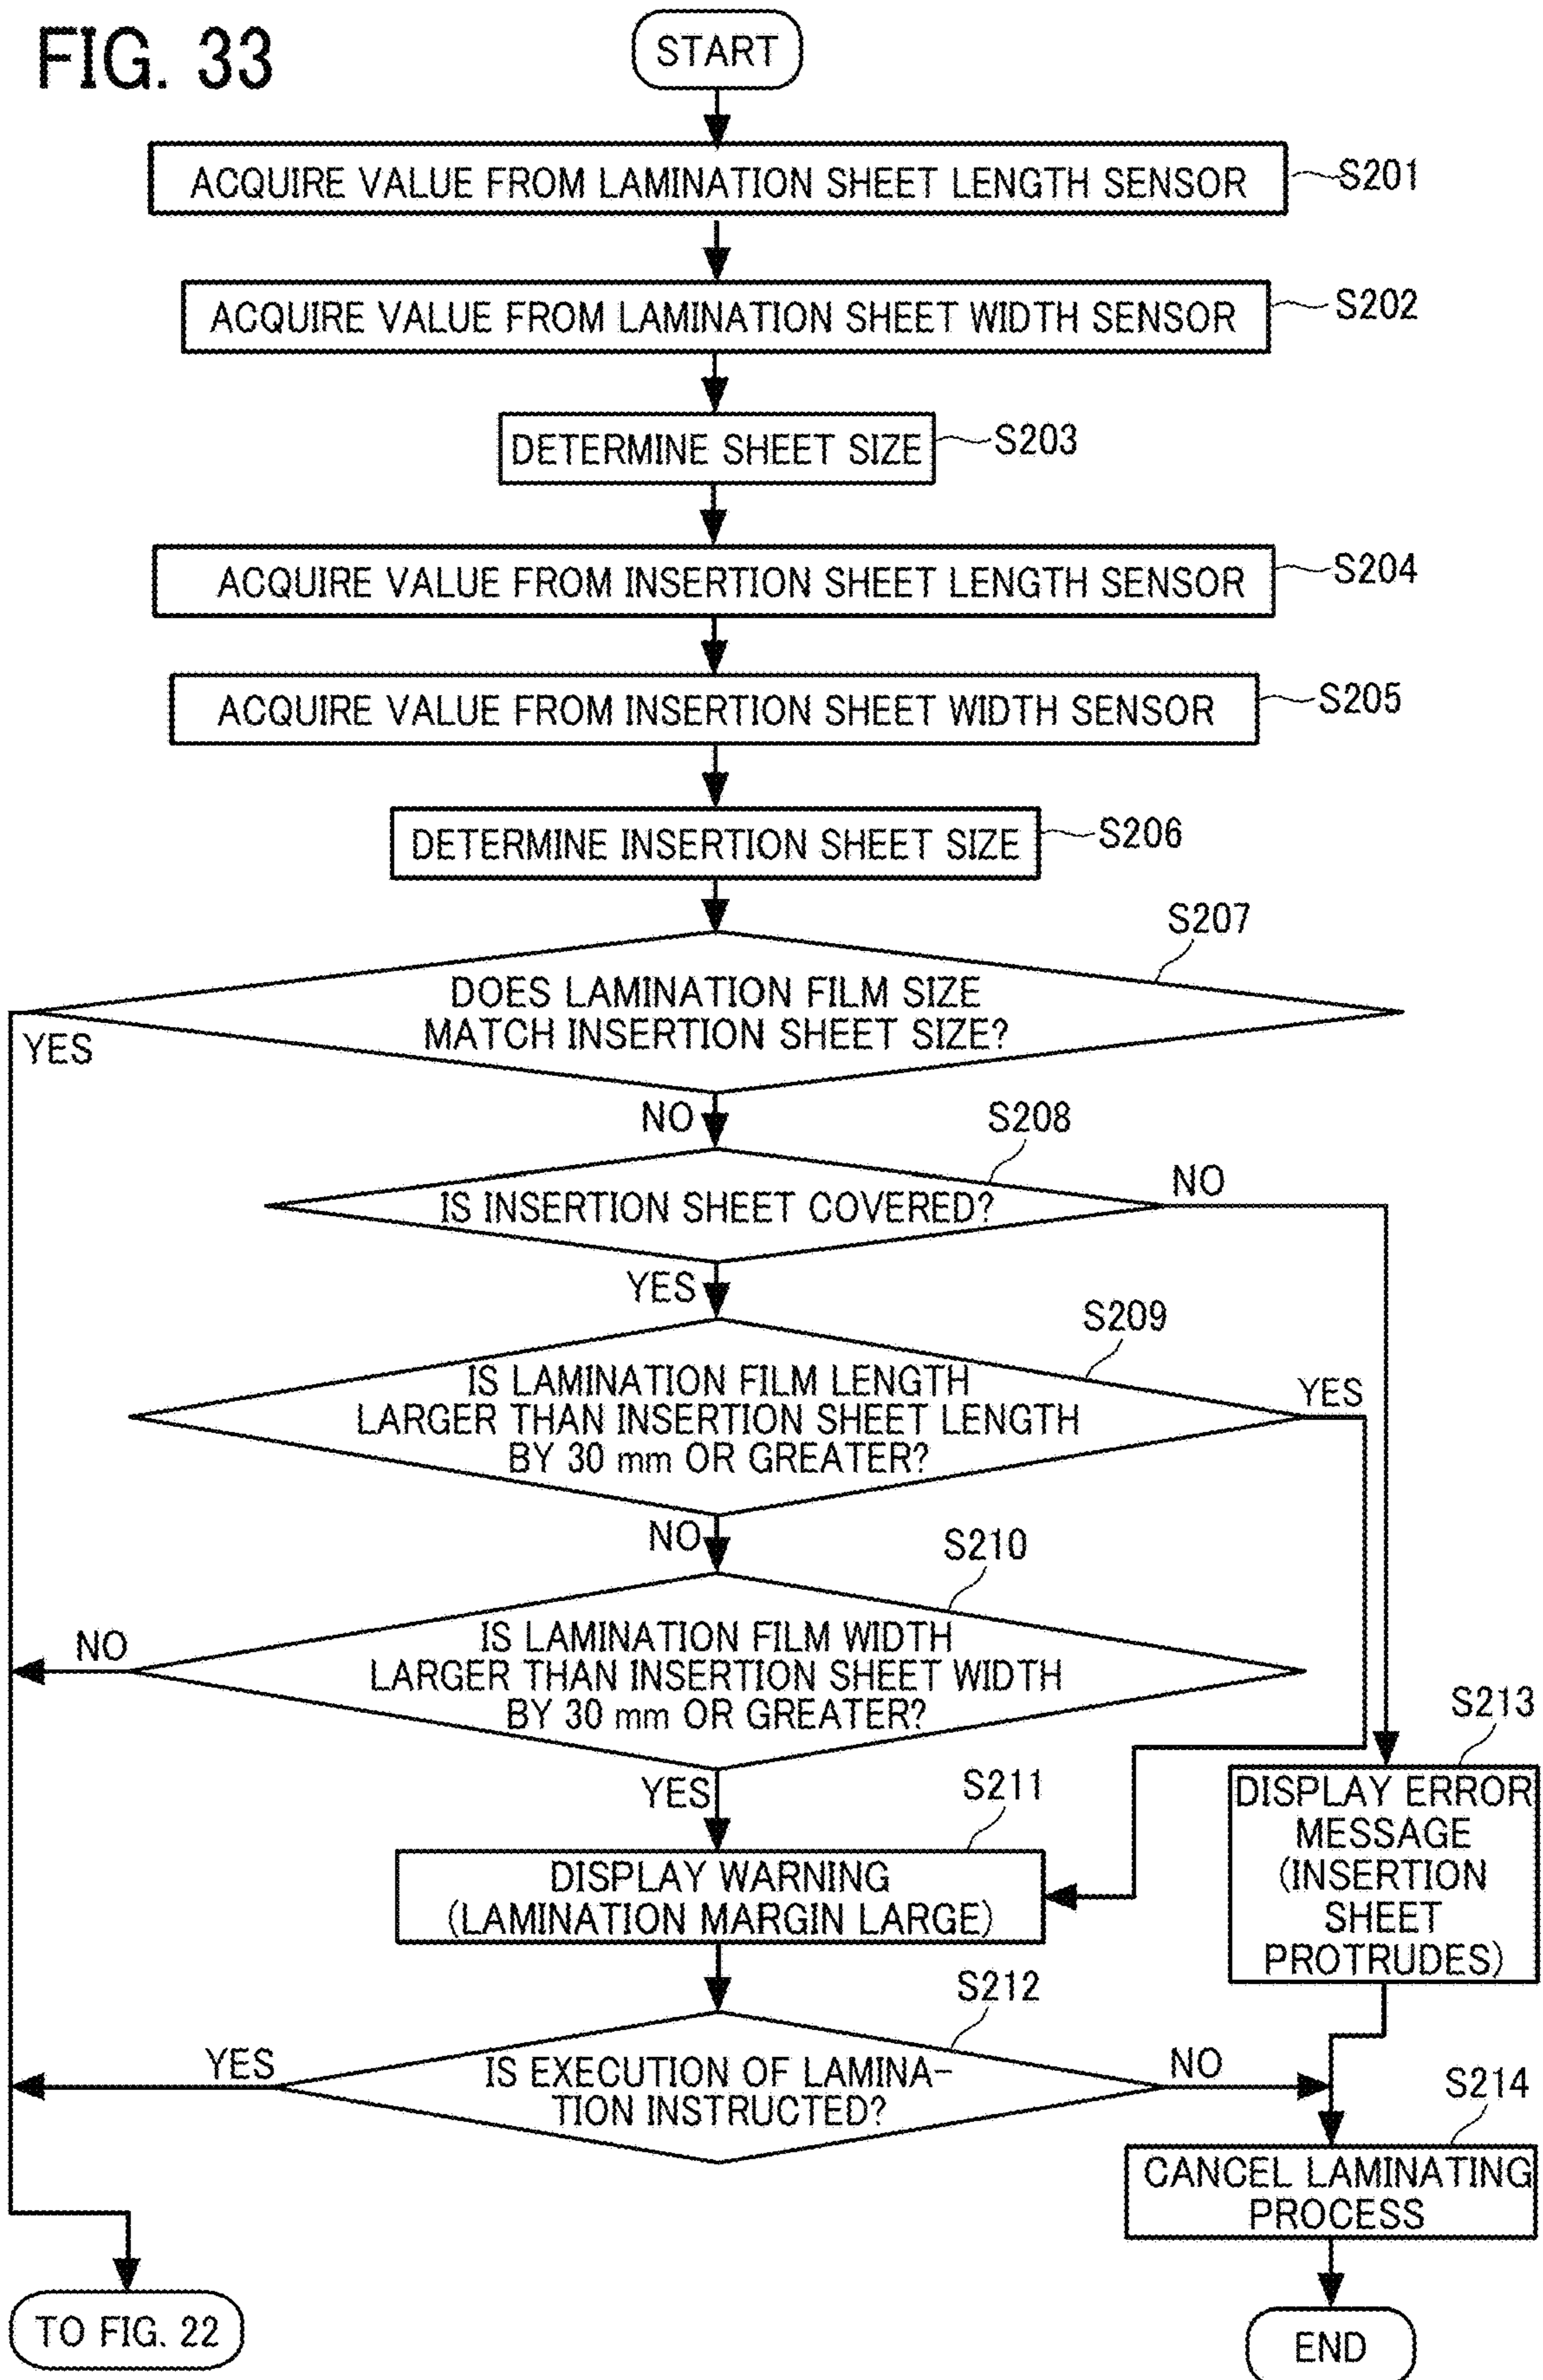 FIG. 33
START
ACQUIRE VALUE FROM LAMINATION SHEET LENGTH SENSOR
S201
ACQUIRE VALUE FROM LAMINATION SHEET WIDTH SENSOR
S202
DETERMINE SHEET SIZE
S203
ACQUIRE VALUE FROM INSERTION SHEET LENGTH SENSOR
S204
ACQUIRE VALUE FROM INSERTION SHEET WIDTH SENSOR
S205
DETERMINE INSERTION SHEET SIZE
S206
S207
DOES LAMINATION FILM SIZE
MATCH INSERTION SHEET SIZE?
YES
NO
S208
IS INSERTION SHEET COVERED?
NO
YES
S209
IS LAMINATION FILM LENGTH
LARGER THAN INSERTION SHEET LENGTH
BY 30 mm OR GREATER?
YES
NO
S210
IS LAMINATION FILM WIDTH
LARGER THAN INSERTION SHEET WIDTH
BY 30 mm OR GREATER?
NO
YES
S211
DISPLAY WARNING
(LAMINATION MARGIN LARGE)
S213
DISPLAY ERROR
MESSAGE
(INSERTION
SHEET
PROTRUDES)
S212
IS EXECUTION OF LAMINA-
TION INSTRUCTED?
YES
NO
S214
CANCEL LAMINATING
PROCESS
TO FIG. 22
END